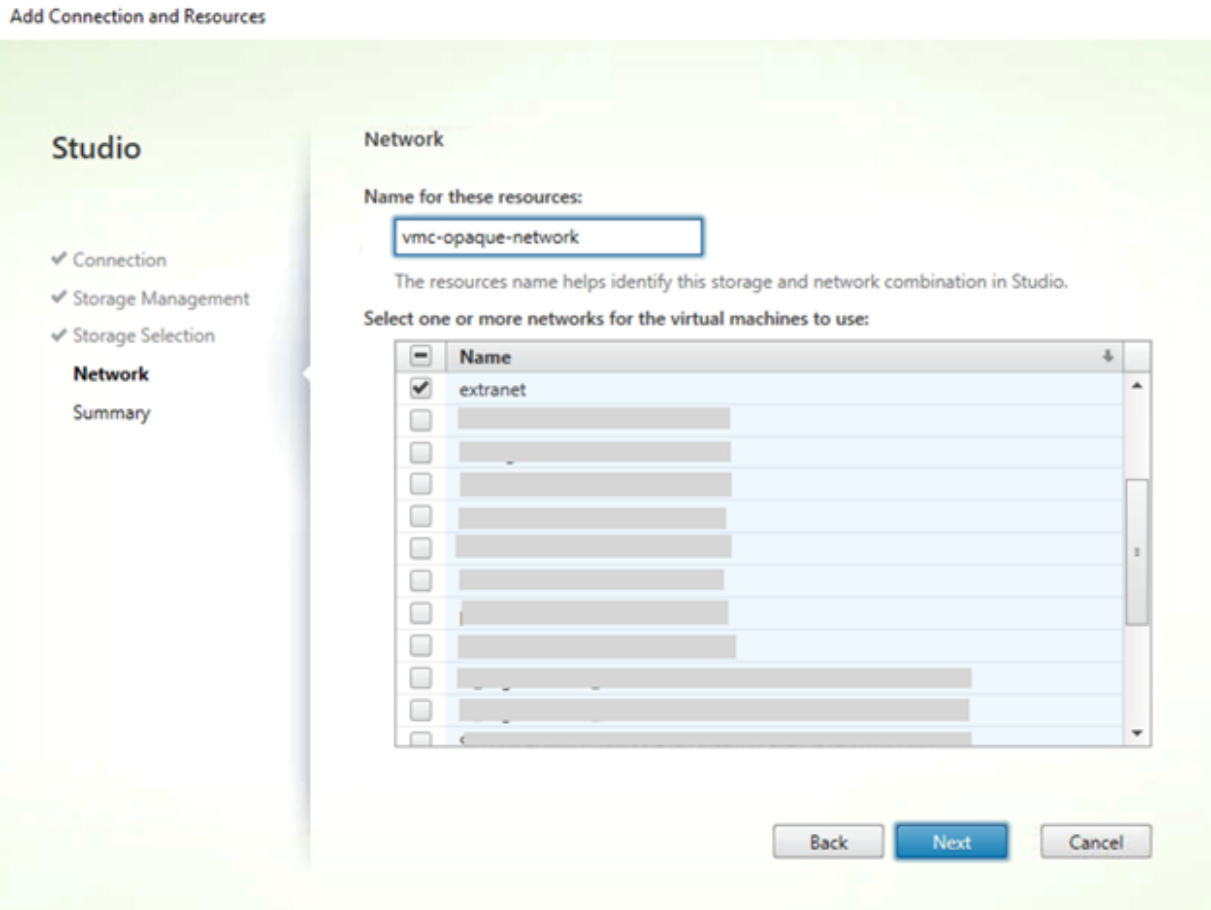 Add Connection and Resources
Studio
Connection
Storage Management
Storage Selection
Network
Summary
Network
Name for these resources:
vmc-opaque-network
The resources name helps identify this storage and network combination in Studio.
Select one or more networks for the virtual machines to use:
Name
extranet
Back
Next
Cancel